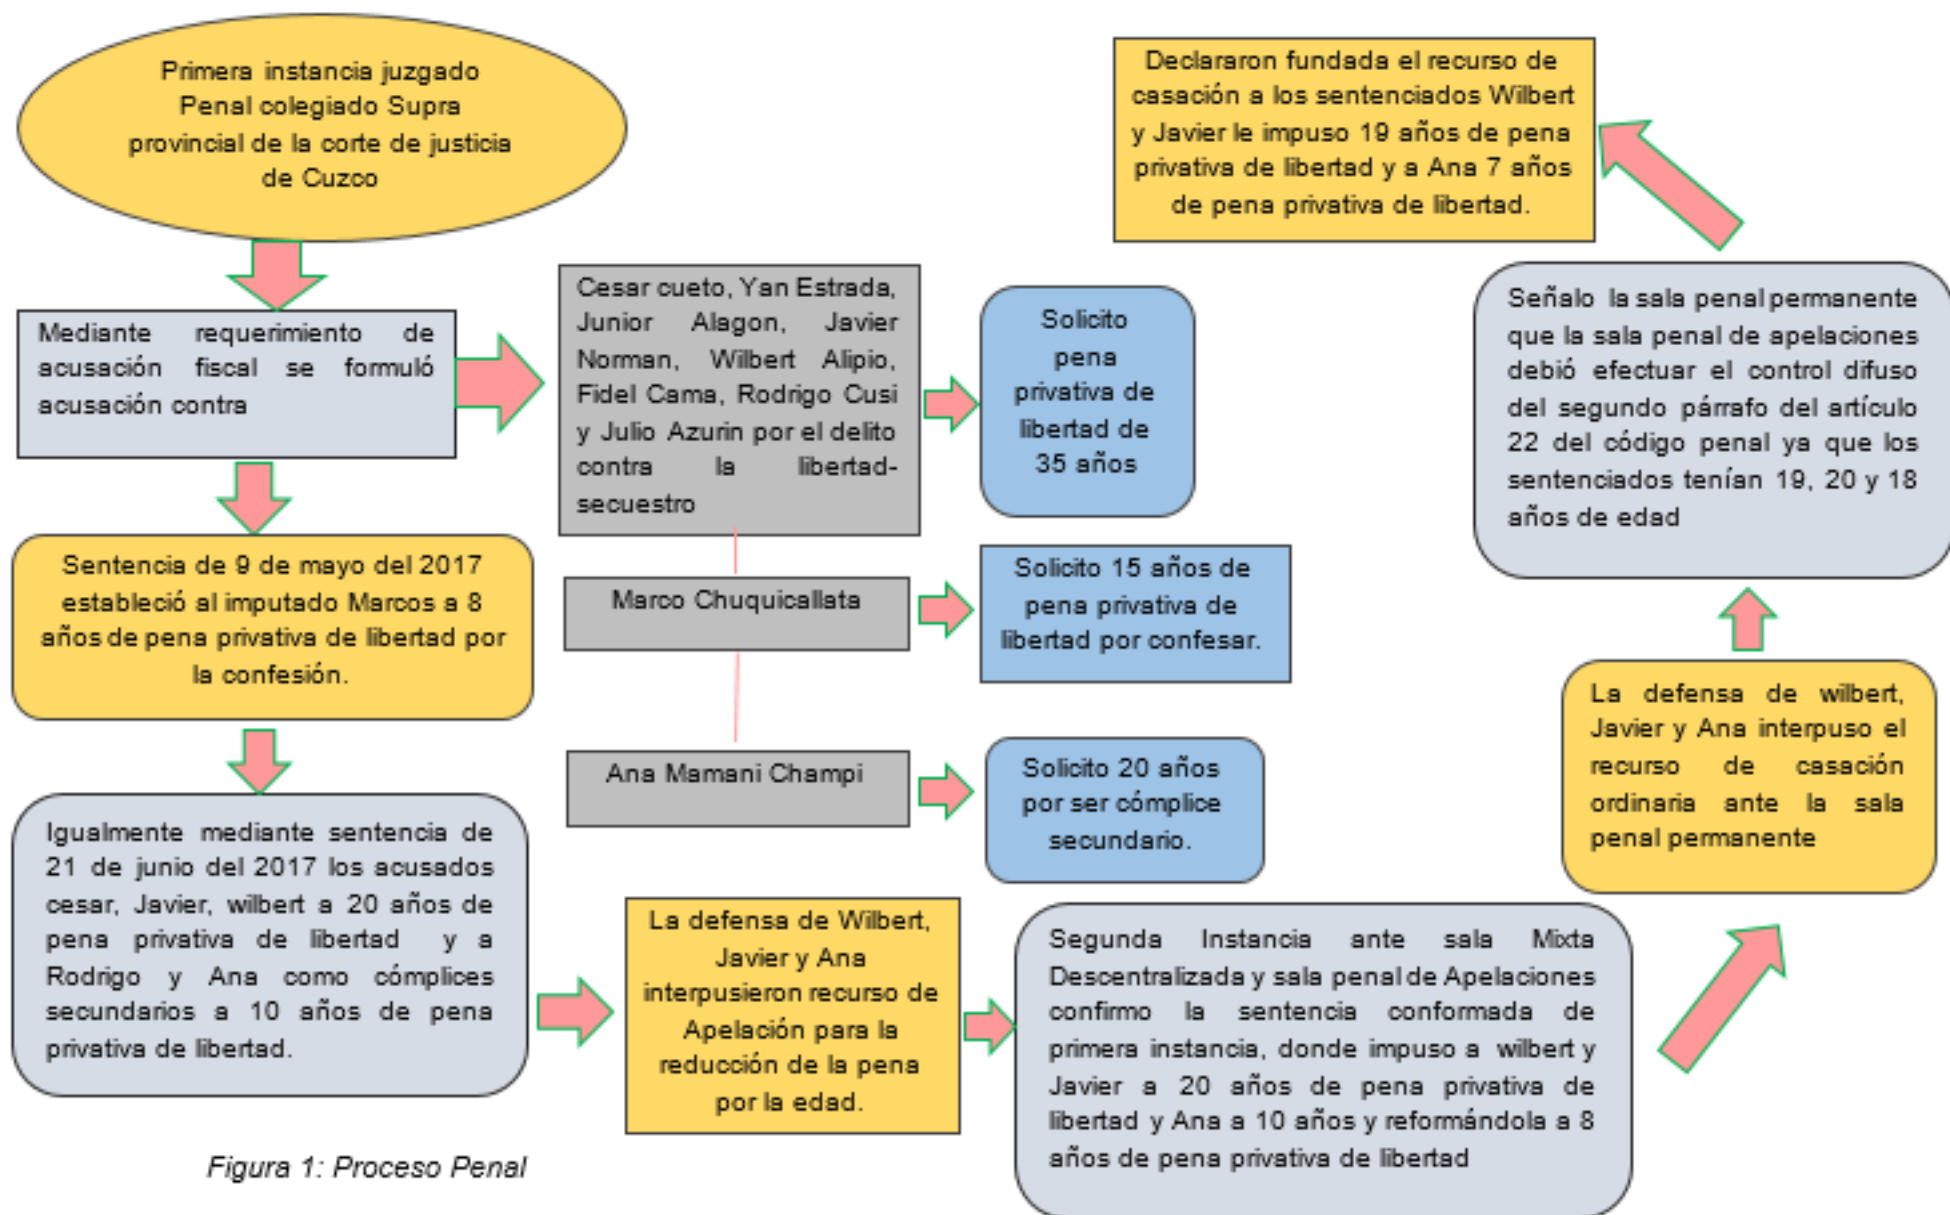 Primera instancia juzgado
Penal colegiado Supra
provincial de la corte de justicia
de Cuzco
Mediante requerimiento de
acusación fiscal se formuló
acusación contra
Cesar cueto, Yan Estrada,
Junior Alagon, Javier
Norman, Wilbert Alipio,
Fidel Cama, Rodrigo Cusi
y Julio Azurin por el delito
contra la libertad-
secuestro
Solicito
pena
privativa de
libertad de
35 años
Marco Chuquicallata
Solicito 15 años de
pena privativa de
libertad por confesar.
Ana Mamani Champi
Solicito 20 años
por ser cómplice
secundario.
Sentencia de 9 de mayo del 2017
estableció al imputado Marcos a 8
años de pena privativa de libertad por
la confesión.
Igualmente mediante sentencia de
21 de junio del 2017 los acusados
cesar, Javier, wilbert a 20 años de
pena privativa de libertad y a
Rodrigo y Ana como cómplices
secundarios a 10 años de pena
privativa de libertad.
La defensa de Wilbert,
Javier y Ana
interpusieron recurso de
Apelación para la
reducción de la pena
por la edad.
Segunda Instancia ante sala Mixta
Descentralizada y sala penal de Apelaciones
confirmo la sentencia conformada de
primera instancia, donde impuso a wilbert y
Javier a 20 años de pena privativa de
libertad y Ana a 10 años y reformándola a 8
años de pena privativa de libertad
La defensa de wilbert,
Javier y Ana interpuso el
recurso de casación
ordinaria ante la sala
penal permanente
Señalo la sala penal permanente
que la sala penal de apelaciones
debió efectuar el control difuso
del segundo párrafo del artículo
22 del código penal ya que los
sentenciados tenían 19, 20 y 18
años de edad
Declararon fundada el recurso de
casación a los sentenciados Wilbert
y Javier le impuso 19 años de pena
privativa de libertad y a Ana 7 años
de pena privativa de libertad.
Figura 1: Proceso Penal